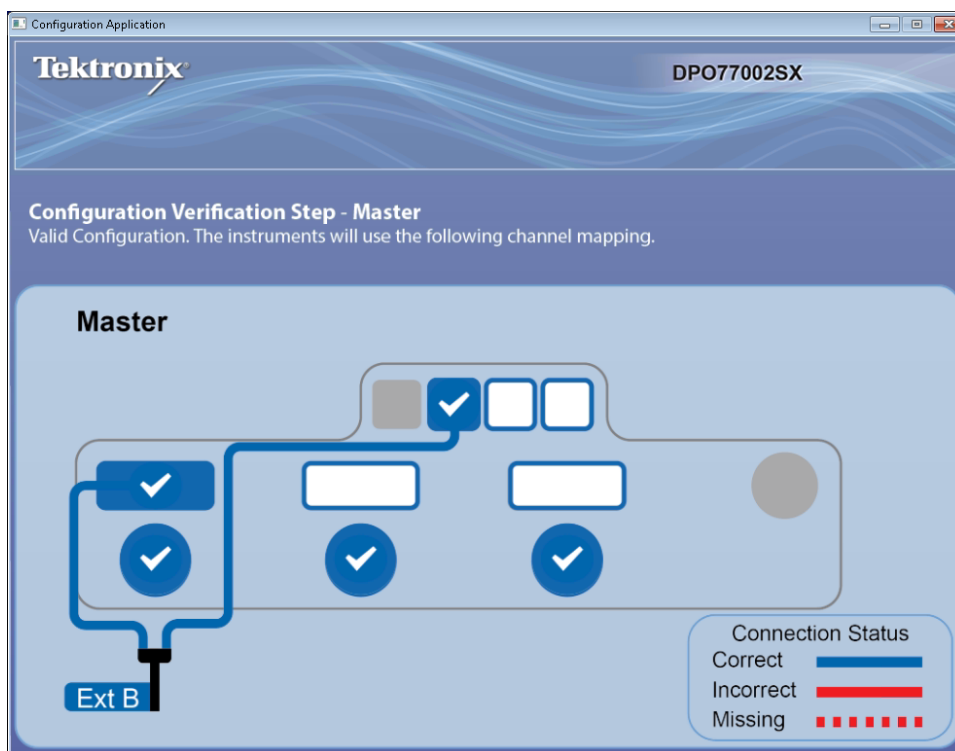 Configuration Application
Tektronix®
DPO77002SX
Configuration Verification Step - Master
Valid Configuration. The instruments will use the following channel mapping.
Master
Ext B
Connection Status
Correct
Incorrect
Missing